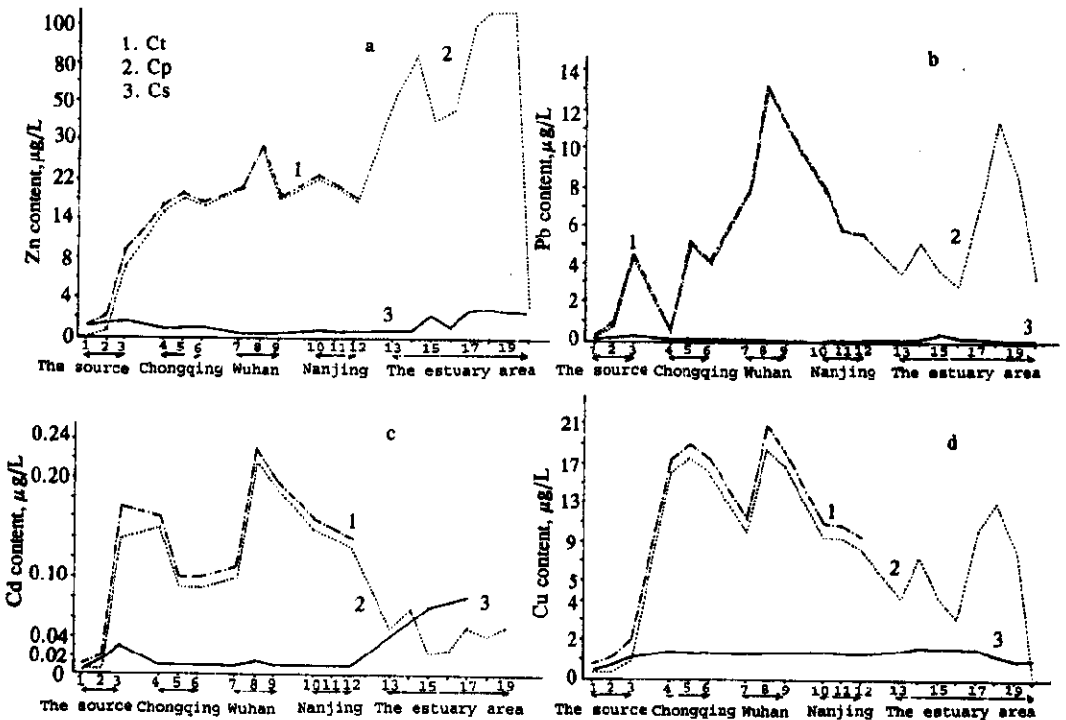 Zn content, μg/L
100
80
50
30
22
14
8
4
0
1. Ct
2. Cp
3. Cs
a
2
1
3
1 2 3 4 5 6 7 8 9 10 11 12 13 15 17 19
The source Chongqing Wuhan Nanjing The estuary area
Pb content, μg/L
14
12
10
8
6
4
2
0
b
1
2
3
1 2 3 4 5 6 7 8 9 10 11 12 13 15 17 19
The source Chongqing Wuhan Nanjing The estuary area
Cd content, μg/L
0.24
0.20
0.10
0.04
0.02
0
c
1
2
3
1 2 3 4 5 6 7 8 9 10 11 12 13 15 17 19
The source Chongqing Wuhan Nanjing The estuary area
Cu content, μg/L
21
17
13
9
5
4
2
0
d
1
2
3
1 2 3 4 5 6 7 8 9 10 11 12 13 15 17 19
The source Chongqing Wuhan Nanjing The estuary area